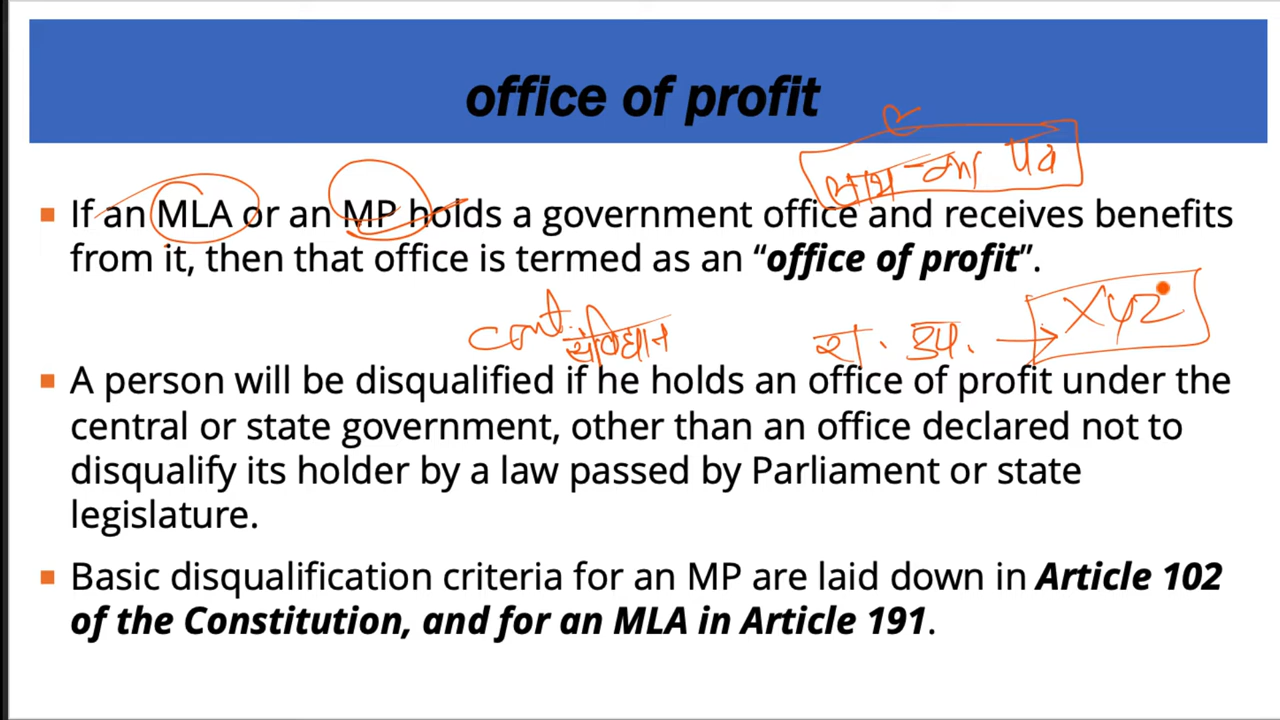 office of profit
लाभ का पद
▪ If an MLA or an MP holds a government office and receives benefits
from it, then that office is termed as an “office of profit”.
cont. संविधान रा. उप. → XYZ
▪ A person will be disqualified if he holds an office of profit under the
central or state government, other than an office declared not to
disqualify its holder by a law passed by Parliament or state
legislature.
▪ Basic disqualification criteria for an MP are laid down in Article 102
of the Constitution, and for an MLA in Article 191.